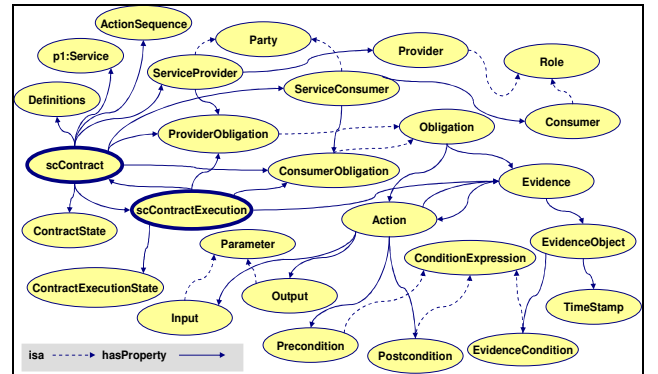 ActionSequence
Party
p1:Service
Provider
Role
ServiceProvider
ServiceConsumer
Definitions
Consumer
ProviderObligation
Obligation
scContract
ConsumerObligation
Evidence
scContractExecution
Action
ContractState
Parameter
EvidenceObject
ConditionExpression
ContractExecutionState
Output
TimeStamp
Input
Precondition
Postcondition
EvidenceCondition
isa hasProperty